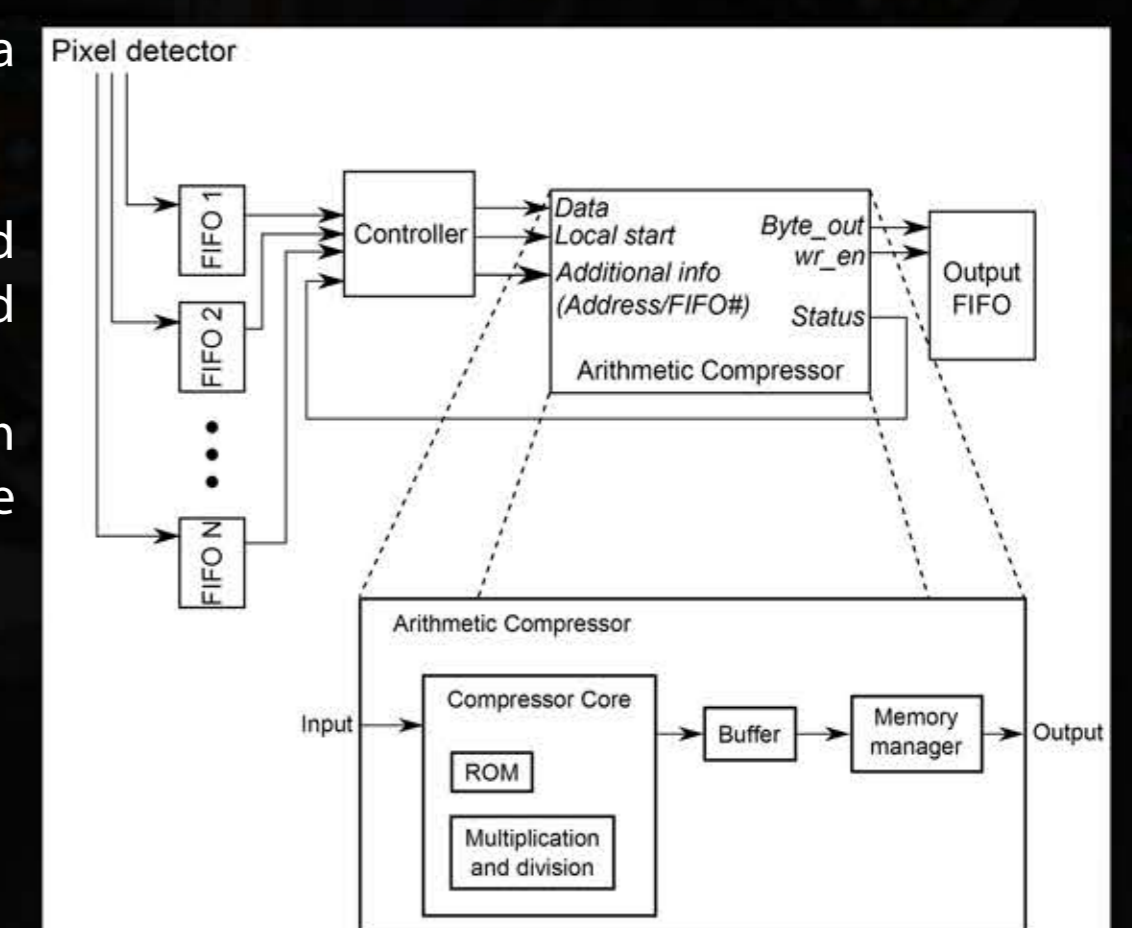 a
d
d
n
e
Pixel detector
FIFO 1
FIFO 2
FIFO N
Controller
Data
Local start
Additional info
(Address/FIFO#)
Byte_out
wr_en
Status
Arithmetic Compressor
Output
FIFO
Arithmetic Compressor
Input
Compressor Core
ROM
Multiplication
and division
Buffer
Memory
manager
Output